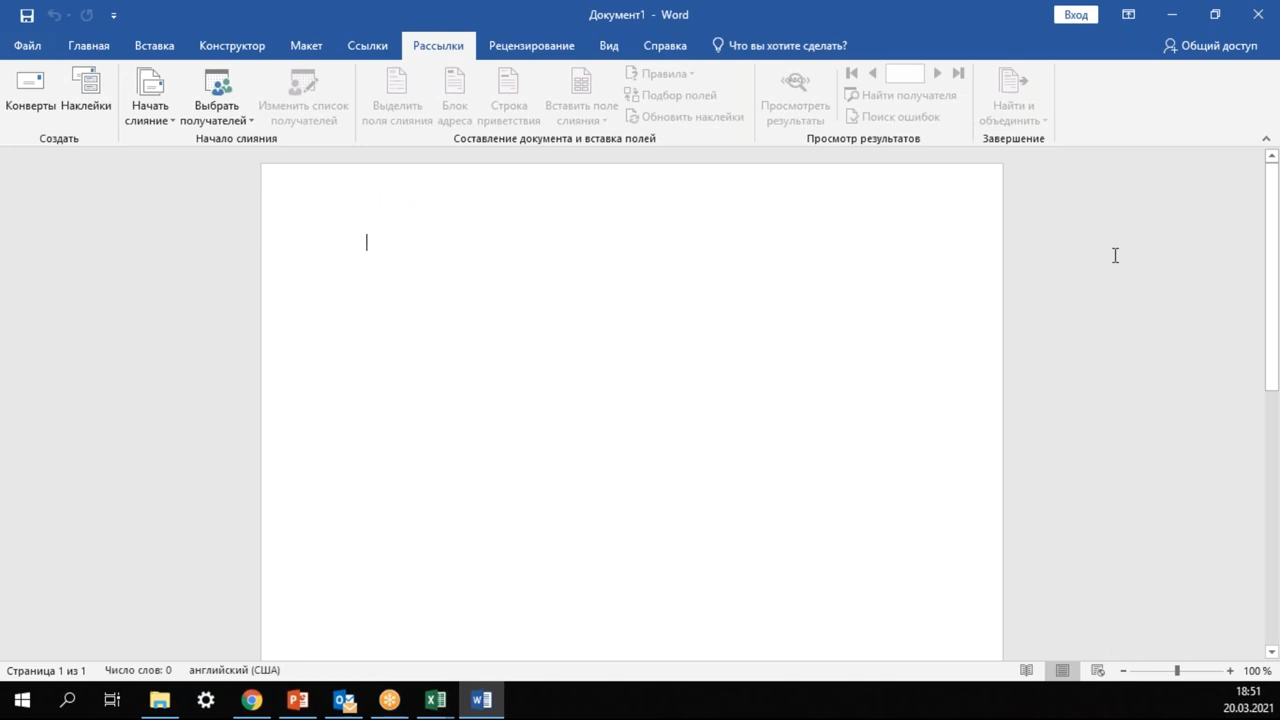 Документ1 - Word
Вход
Файл Главная Вставка Конструктор Макет Ссылки Рассылки Рецензирование Вид Справка Что вы хотите сделать? Общий доступ
Конверты Наклейки
Создать
Начать слияние
Выбрать получателей
Изменить список получателей
Начало слияния
Выделить поля слияния
Блок адреса
Строка приветствия
Вставить поле слияния
Правила
Подбор полей
Обновить наклейки
Составление документа и вставка полей
Просмотреть результаты
Найти получателя
Поиск ошибок
Просмотр результатов
Найти и объединить
Завершение
Страница 1 из 1 Число слов: 0 английский (США) 100 %
18:51
20.03.2021